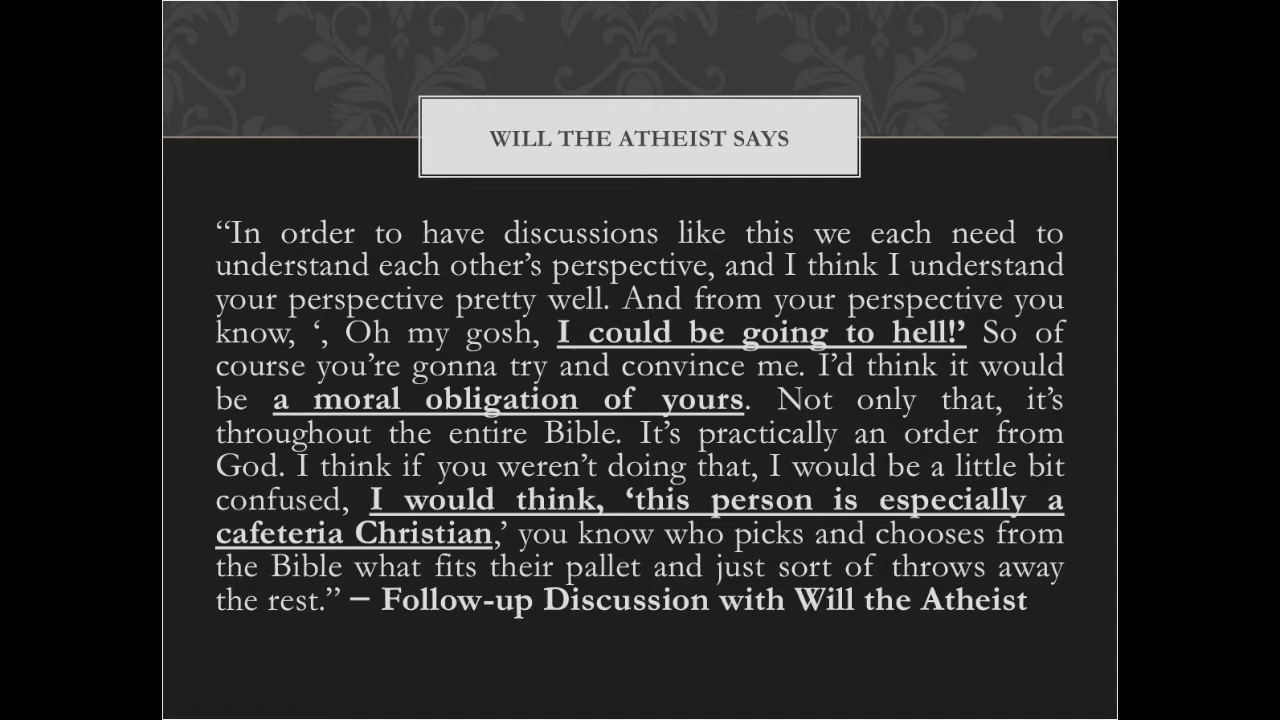 WILL THE ATHEIST SAYS
“In order to have discussions like this we each need to
understand each other’s perspective, and I think I understand
your perspective pretty well. And from your perspective you
know, ‘, Oh my gosh, I could be going to hell!’ So of
course you’re gonna try and convince me. I’d think it would
be a moral obligation of yours. Not only that, it’s
throughout the entire Bible. It’s practically an order from
God. I think if you weren’t doing that, I would be a little bit
confused, I would think, ‘this person is especially a
cafeteria Christian,’ you know who picks and chooses from
the Bible what fits their pallet and just sort of throws away
the rest.” – Follow-up Discussion with Will the Atheist